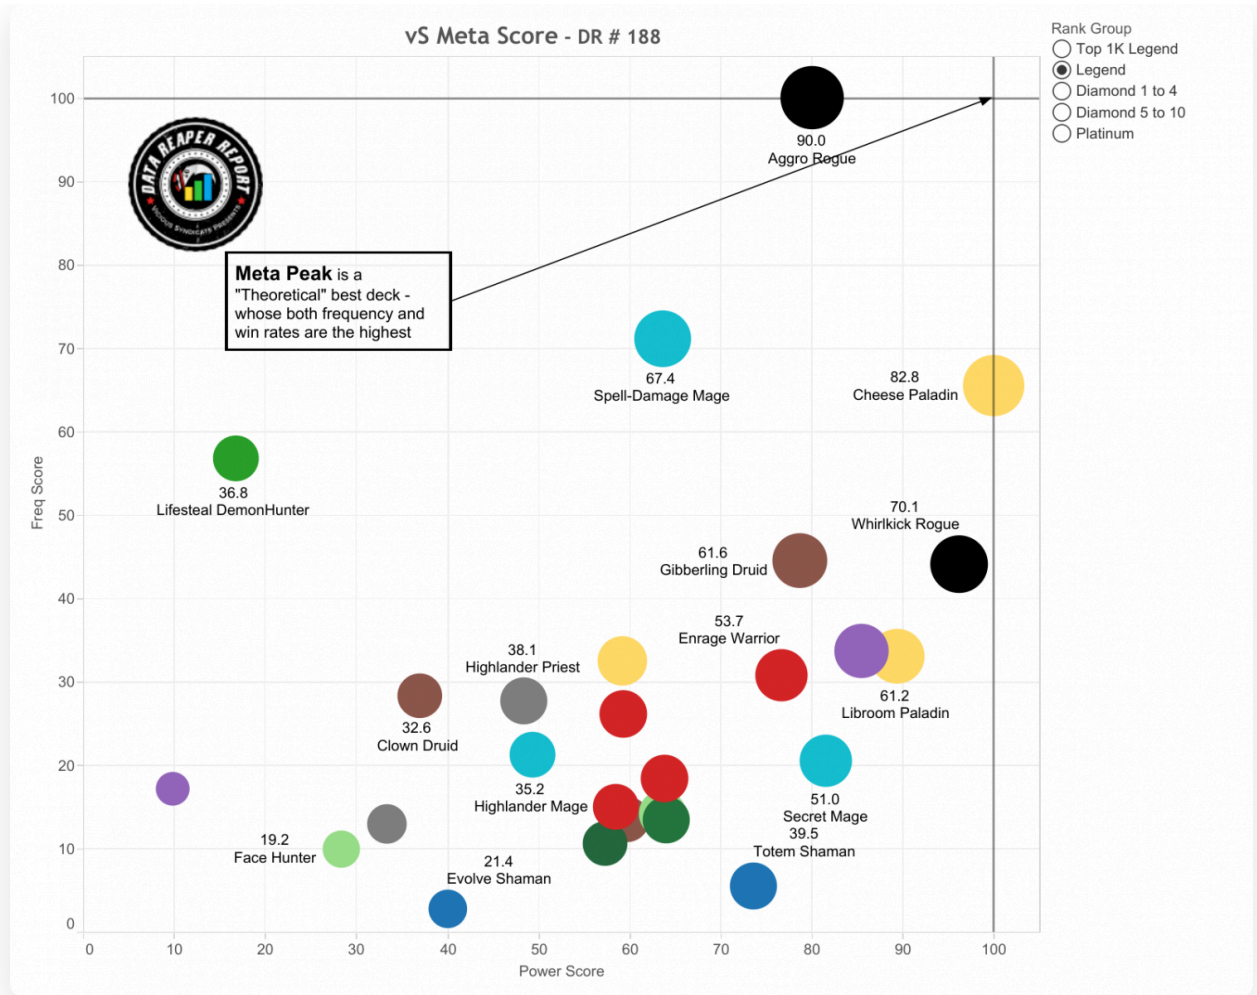 vS Meta Score - DR # 188
Rank Group
Top 1K Legend
Legend
Diamond 1 to 4
Diamond 5 to 10
Platinum
DATA REAPER REPORT
VICIOUS SYNDICATE PRESENTS
Meta Peak is a
"Theoretical" best deck -
whose both frequency and
win rates are the highest
90.0
Aggro Rogue
67.4
Spell-Damage Mage
82.8
Cheese Paladin
36.8
Lifesteal DemonHunter
70.1
Whirlkick Rogue
61.6
Gibberling Druid
53.7
Enrage Warrior
38.1
Highlander Priest
61.2
Libroom Paladin
32.6
Clown Druid
35.2
Highlander Mage
51.0
Secret Mage
39.5
Totem Shaman
19.2
Face Hunter
21.4
Evolve Shaman
Freq Score
100
90
80
70
60
50
40
30
20
10
0
0 10 20 30 40 50 60 70 80 90 100
Power Score